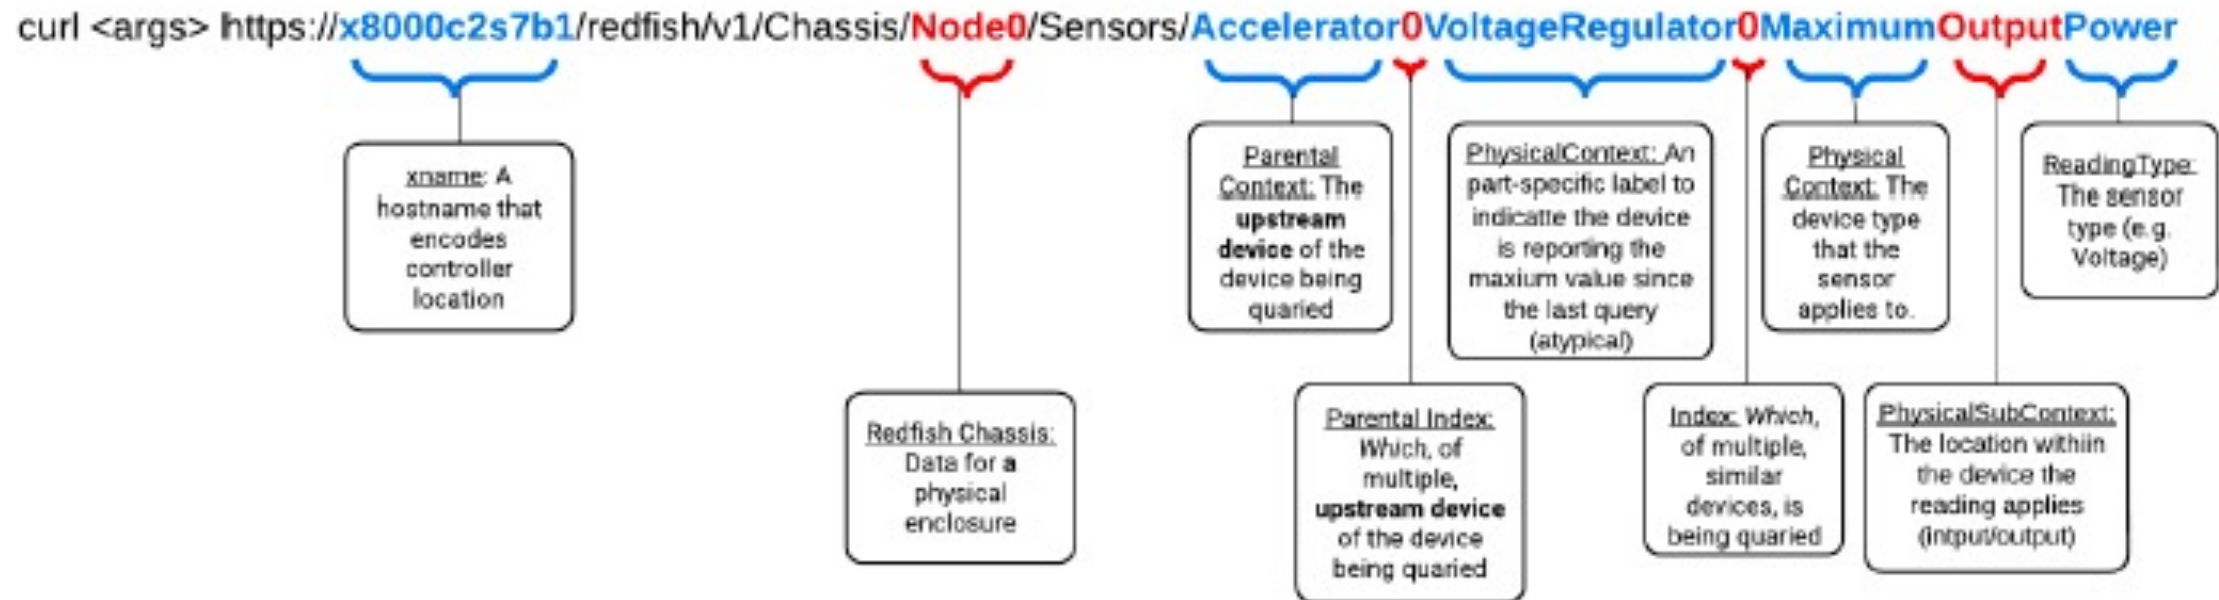 curl <args> https://x8000c2s7b1/redfish/v1/Chassis/Node0/Sensors/Accelerator0VoltageRegulator0MaximumOutputPower
xname: A
hostname that
encodes
controller
location
Redfish Chassis:
Data for a
physical
enclosure
Parental
Context: The
upstream
device of the
device being
quaried
Parental Index:
Which, of
multiple,
upstream device
of the device
being quaried
PhysicalContext: An
part-specific label to
indicatte the device
is reporting the
maxium value since
the last query
(atypical)
Index: Which,
of multiple,
similar
devices, is
being quaried
Physical
Context: The
device type
that the
sensor
applies to.
PhysicalSubContext:
The location withiin
the device the
reading applies
(intput/output)
ReadingType:
The sensor
type (e.g.
Voltage)